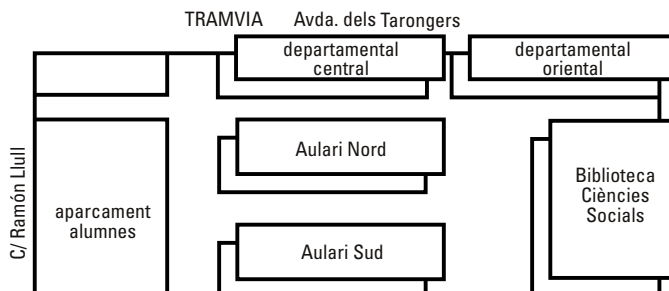 TRAMVIA Avda. dels Tarongers
departamental
central
departamental
oriental
C/ Ramón Llull
Aulari Nord
aparcament
alumnes
Biblioteca
Ciències
Socials
Aulari Sud